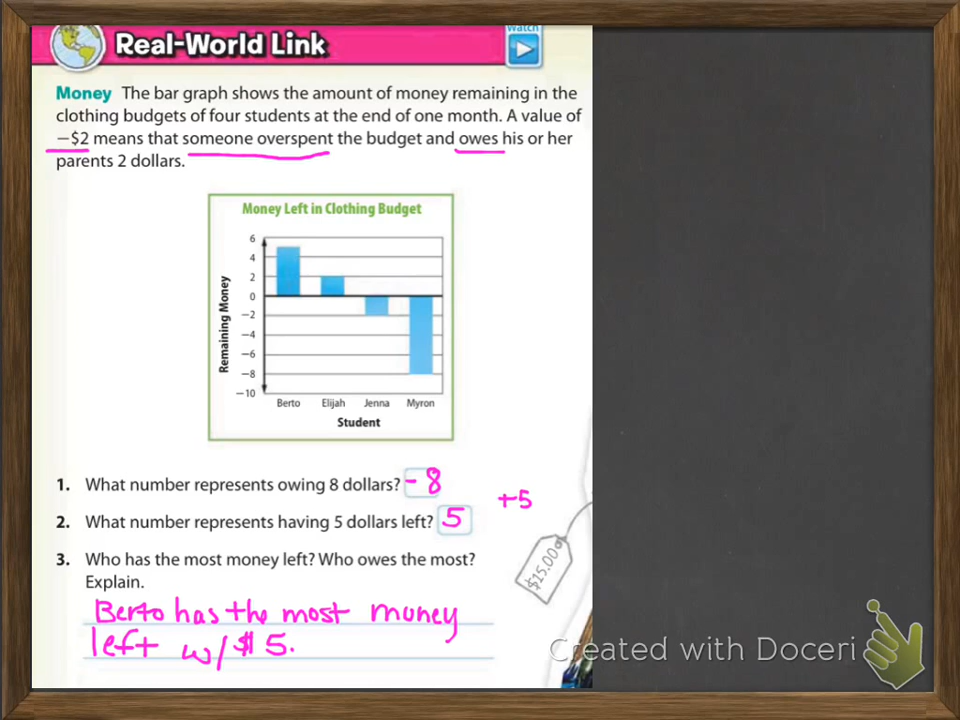 Watch
Real-World Link
Money The bar graph shows the amount of money remaining in the
clothing budgets of four students at the end of one month. A value of
−$2 means that someone overspent the budget and owes his or her
parents 2 dollars.
Money Left in Clothing Budget
6
4
2
0
−2
−4
−6
−8
−10
Remaining Money
Berto Elijah Jenna Myron
Student
1. What number represents owing 8 dollars? -8
+5
2. What number represents having 5 dollars left? 5
3. Who has the most money left? Who owes the most?
Explain.
$15.00
Berto has the most money
left w/ $5.
Created with Doceri